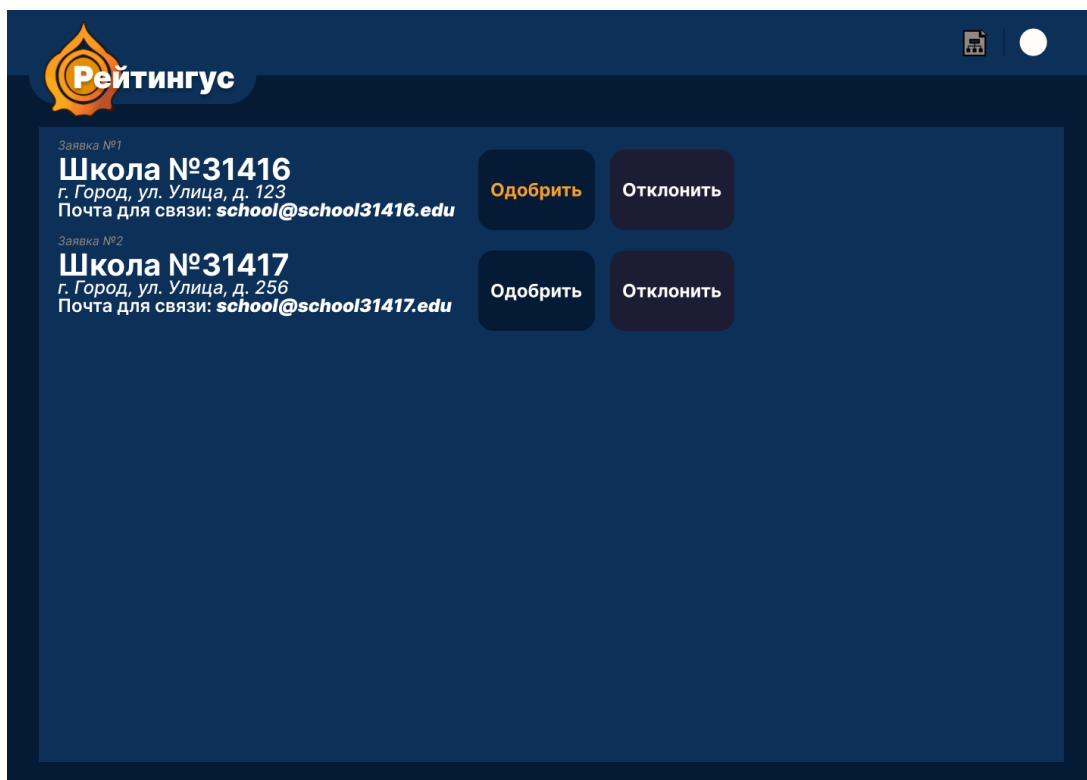 Рейтингус
Заявка №1
Школа №31416
г. Город, ул. Улица, д. 123
Почта для связи: school@school31416.edu
Одобрить
Отклонить
Заявка №2
Школа №31417
г. Город, ул. Улица, д. 256
Почта для связи: school@school31417.edu
Одобрить
Отклонить